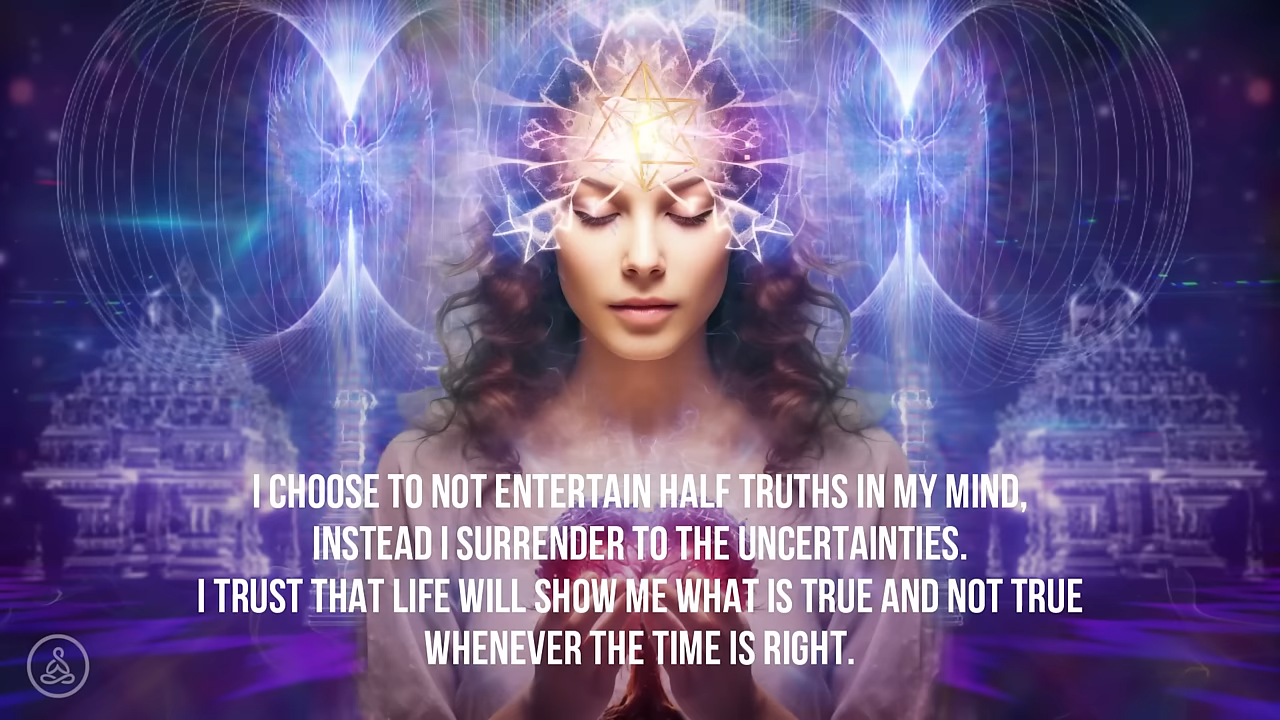 I CHOOSE TO NOT ENTERTAIN HALF TRUTHS IN MY MIND,
INSTEAD I SURRENDER TO THE UNCERTAINTIES.
I TRUST THAT LIFE WILL SHOW ME WHAT IS TRUE AND NOT TRUE
WHENEVER THE TIME IS RIGHT.